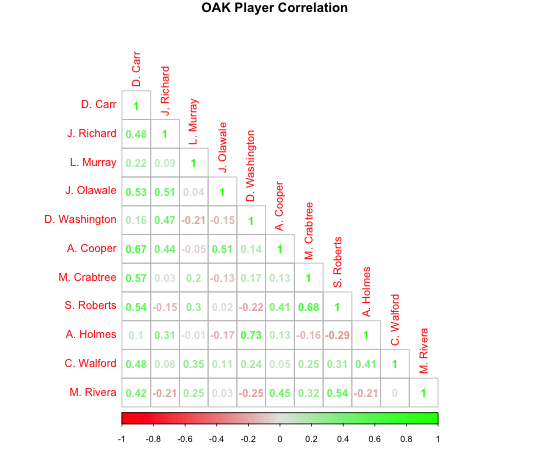 OAK Player Correlation
D. Carr
J. Richard
L. Murray
J. Olawale
D. Washington
A. Cooper
M. Crabtree
S. Roberts
A. Holmes
C. Walford
M. Rivera
D. Carr 1
J. Richard 0.48 1
L. Murray 0.22 0.09 1
J. Olawale 0.53 0.51 0.04 1
D. Washington 0.16 0.47 -0.21 -0.15 1
A. Cooper 0.67 0.44 -0.05 0.51 0.14 1
M. Crabtree 0.57 0.03 0.2 -0.13 0.17 0.13 1
S. Roberts 0.54 -0.15 0.3 0.02 -0.22 0.41 0.68 1
A. Holmes 0.1 0.31 -0.01 -0.17 0.73 0.13 -0.16 -0.29 1
C. Walford 0.48 0.08 0.35 0.11 0.24 0.05 0.25 0.31 0.41 1
M. Rivera 0.42 -0.21 0.25 0.03 -0.25 0.45 0.32 0.54 -0.21 0 1
-1 -0.8 -0.6 -0.4 -0.2 0 0.2 0.4 0.6 0.8 1